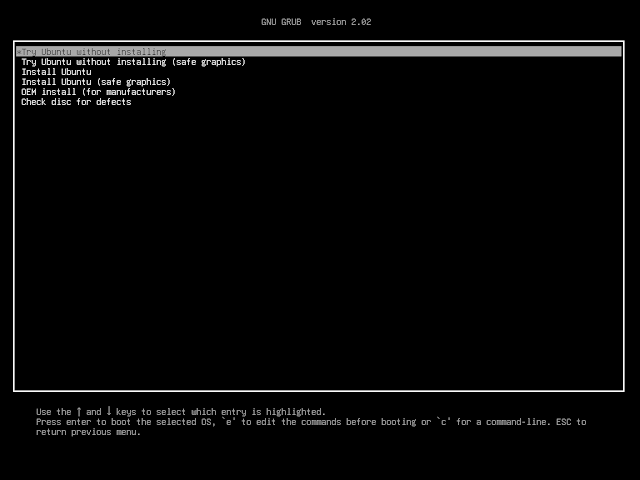 GNU GRUB  version 2.02
*Try Ubuntu without installing
Try Ubuntu without installing (safe graphics)
Install Ubuntu
Install Ubuntu (safe graphics)
OEM install (for manufacturers)
Check disc for defects
Use the ↑ and ↓ keys to select which entry is highlighted.
Press enter to boot the selected OS, `e' to edit the commands before booting or `c' for a command-line. ESC to
return previous menu.